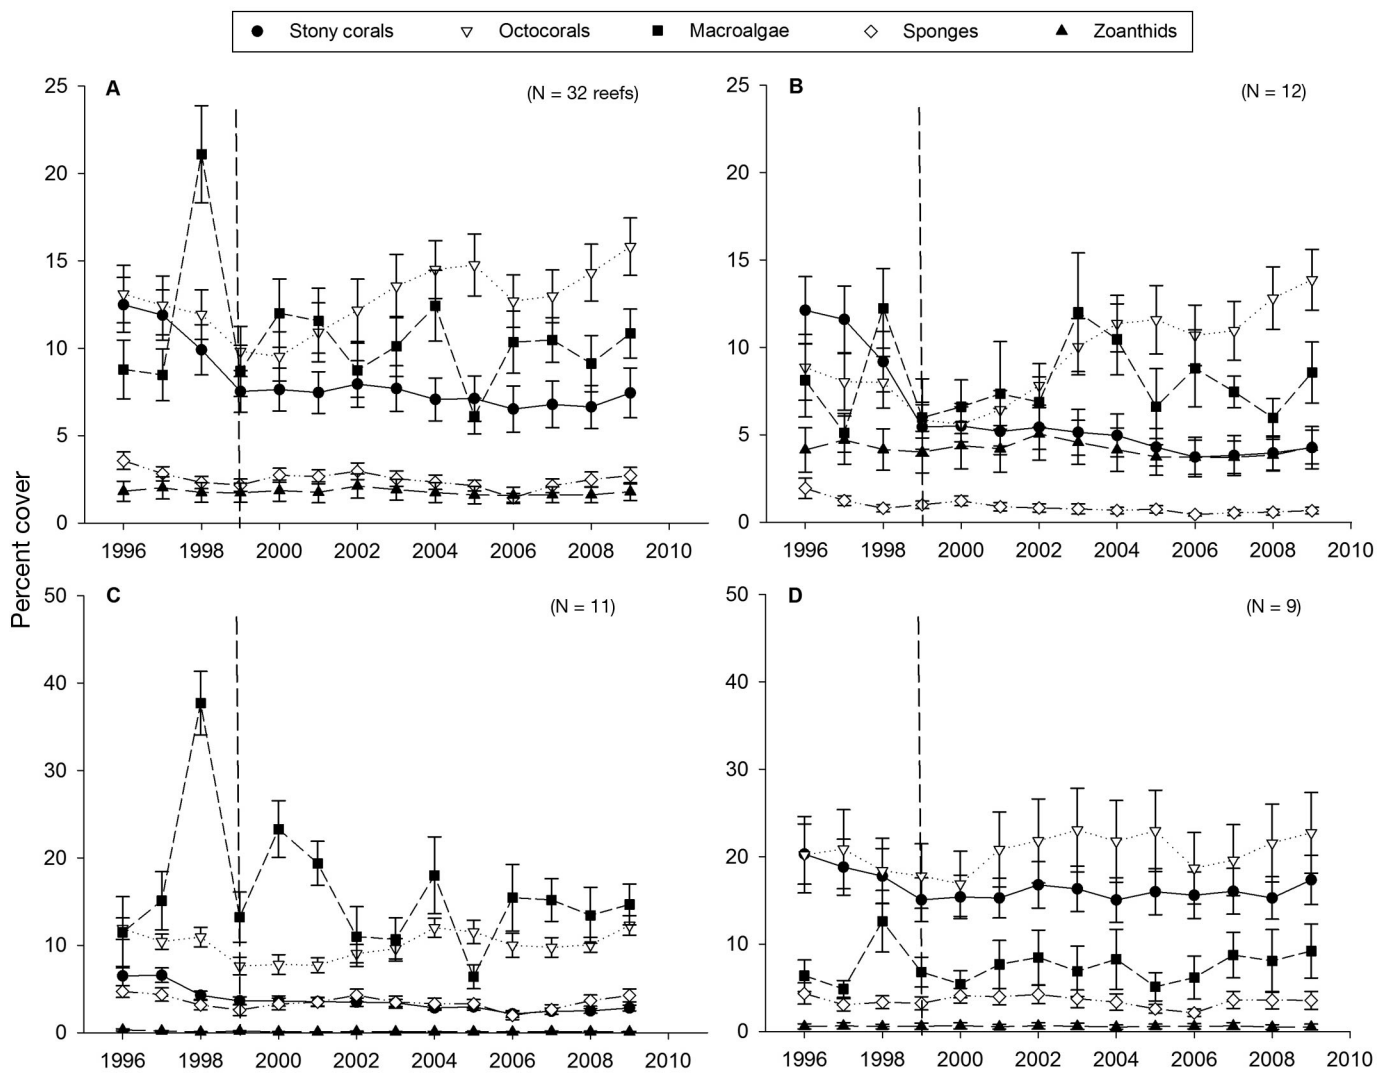 Stony corals Octocorals Macroalgae Sponges Zoanthids
A
(N = 32 reefs)
25
20
15
10
5
0
1996 1998 2000 2002 2004 2006 2008 2010
B
(N = 12)
25
20
15
10
5
0
1996 1998 2000 2002 2004 2006 2008 2010
Percent cover
C
(N = 11)
50
40
30
20
10
0
1996 1998 2000 2002 2004 2006 2008 2010
D
(N = 9)
50
40
30
20
10
0
1996 1998 2000 2002 2004 2006 2008 2010